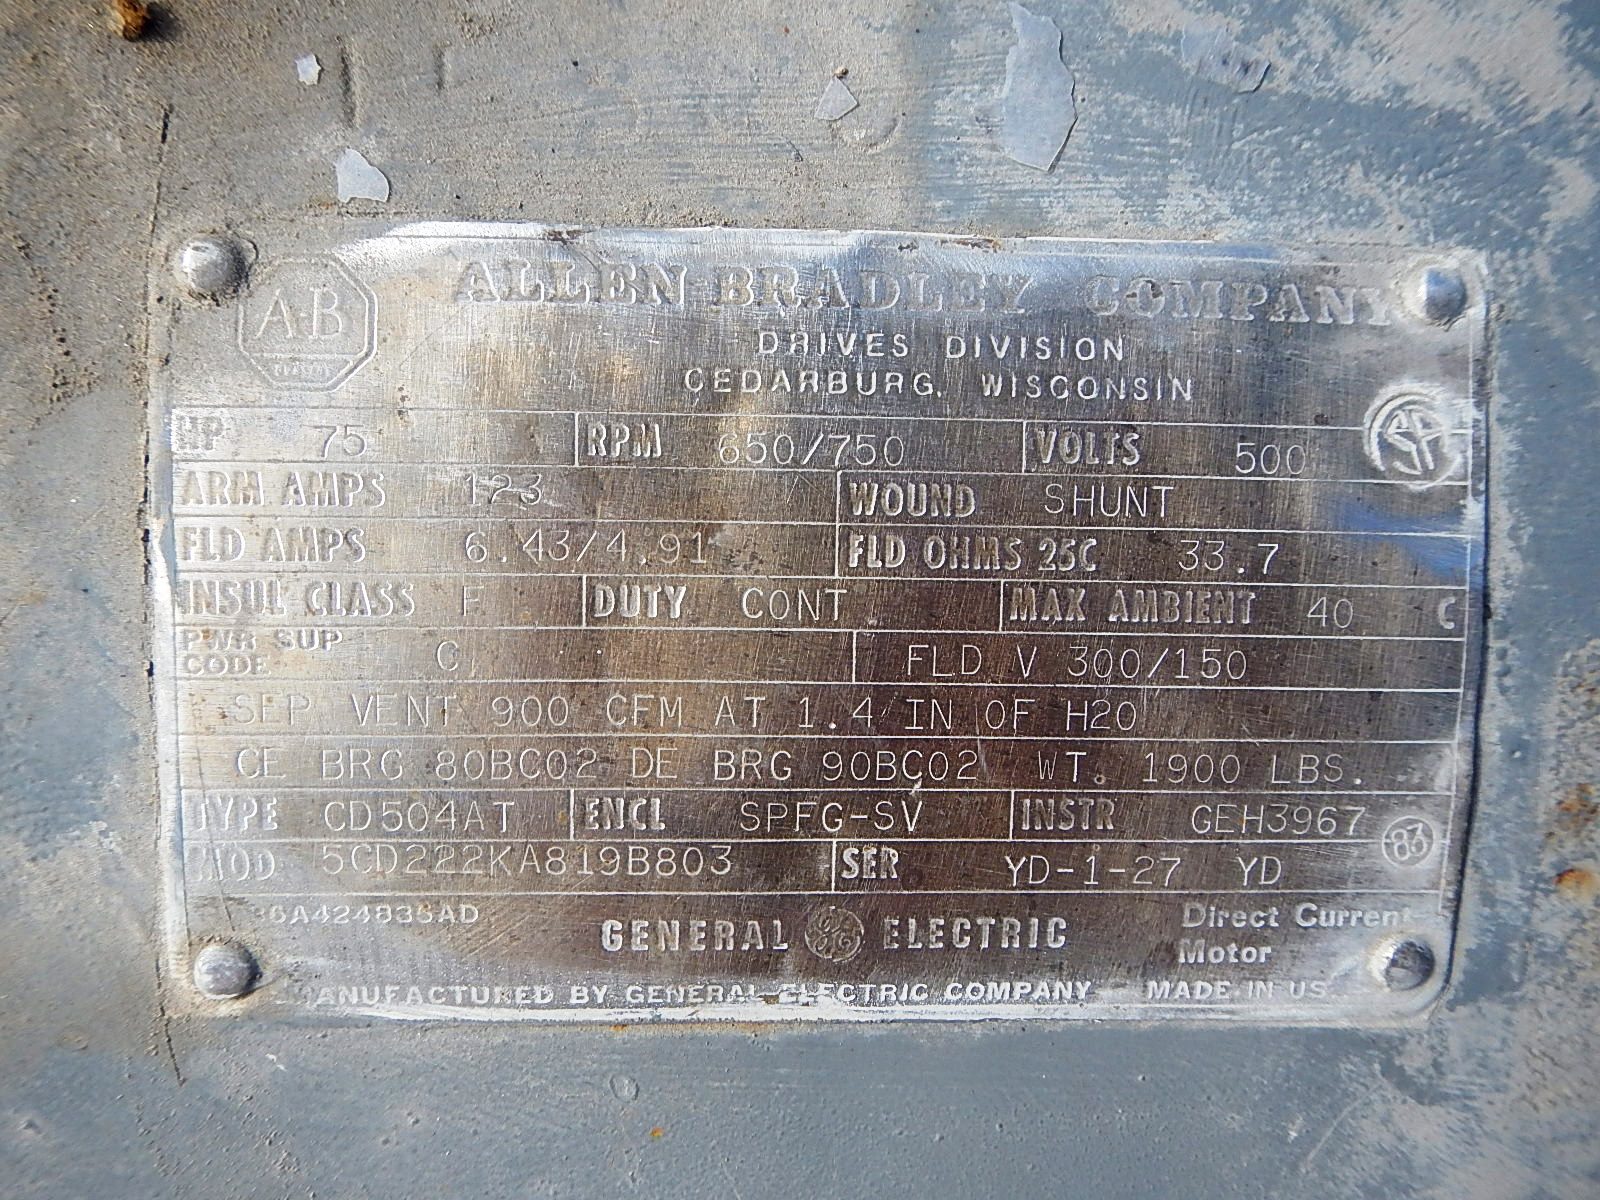 A-B
ALLEN BRADLEY COMPANY
DRIVES DIVISION
CEDARBURG, WISCONSIN
HP 75 RPM 650/750 VOLTS 500
ARM AMPS 123 WOUND SHUNT
FLD AMPS 6.43/4.91 FLD OHMS 25C 33.7
INSUL CLASS F DUTY CONT MAX AMBIENT 40 C
PWR SUP CODE C FLD V 300/150
SEP VENT 900 CFM AT 1.4 IN OF H2O
CE BRG 80BC02 DE BRG 90BC02 WT. 1900 LBS.
TYPE CD504AT ENCL SPFG-SV INSTR GEH3967
83
MOD 5CD222KA819B803 SER YD-1-27 YD
GENERAL GE ELECTRIC Direct Current
Motor
MANUFACTURED BY GENERAL ELECTRIC COMPANY MADE IN US